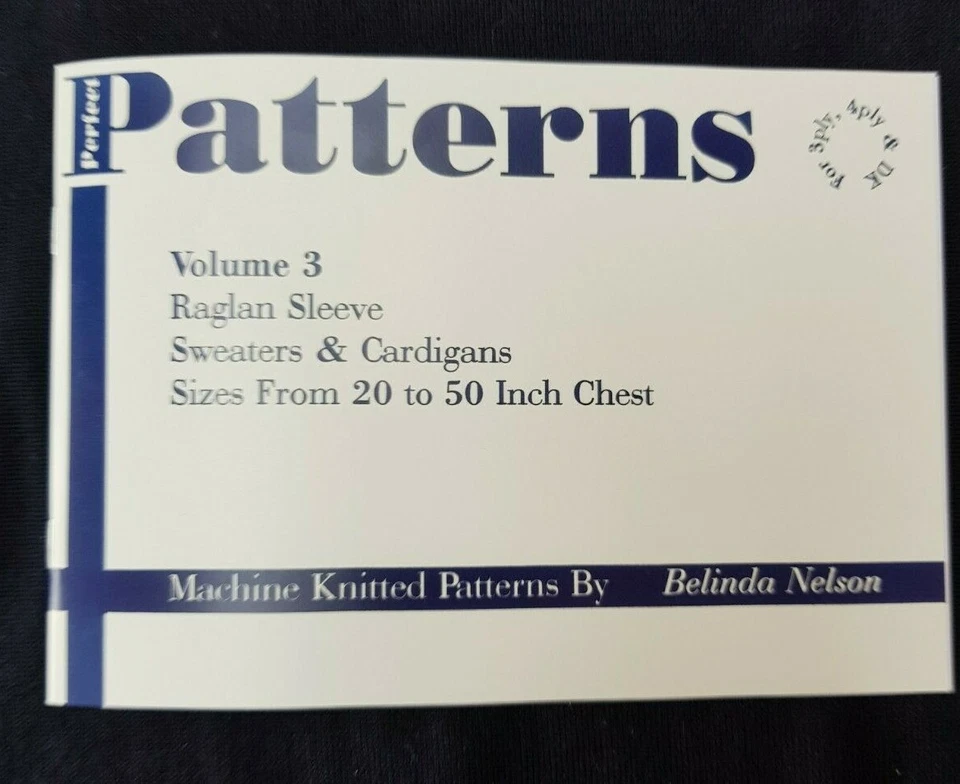 Perfect
Patterns
For 3ply, 4ply & DK
Volume 3
Raglan Sleeve
Sweaters & Cardigans
Sizes From 20 to 50 Inch Chest
Machine Knitted Patterns By Belinda Nelson